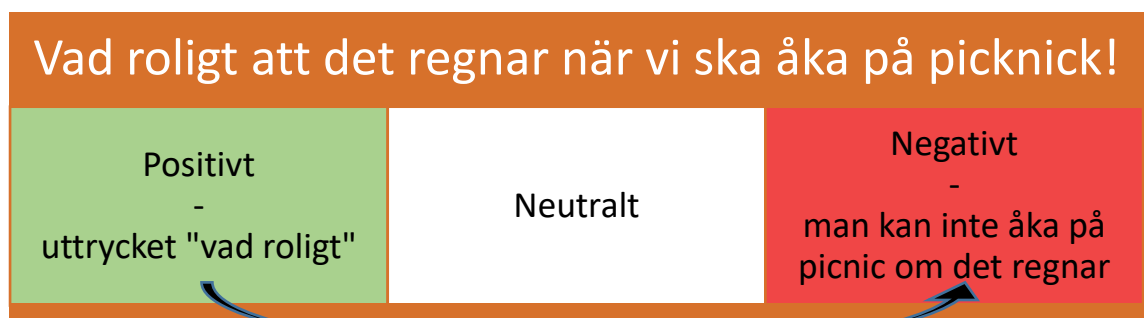 Vad roligt att det regnar när vi ska åka på picknick!
Positivt
-
uttrycket "vad roligt"
Neutralt
Negativt
-
man kan inte åka på
picnic om det regnar